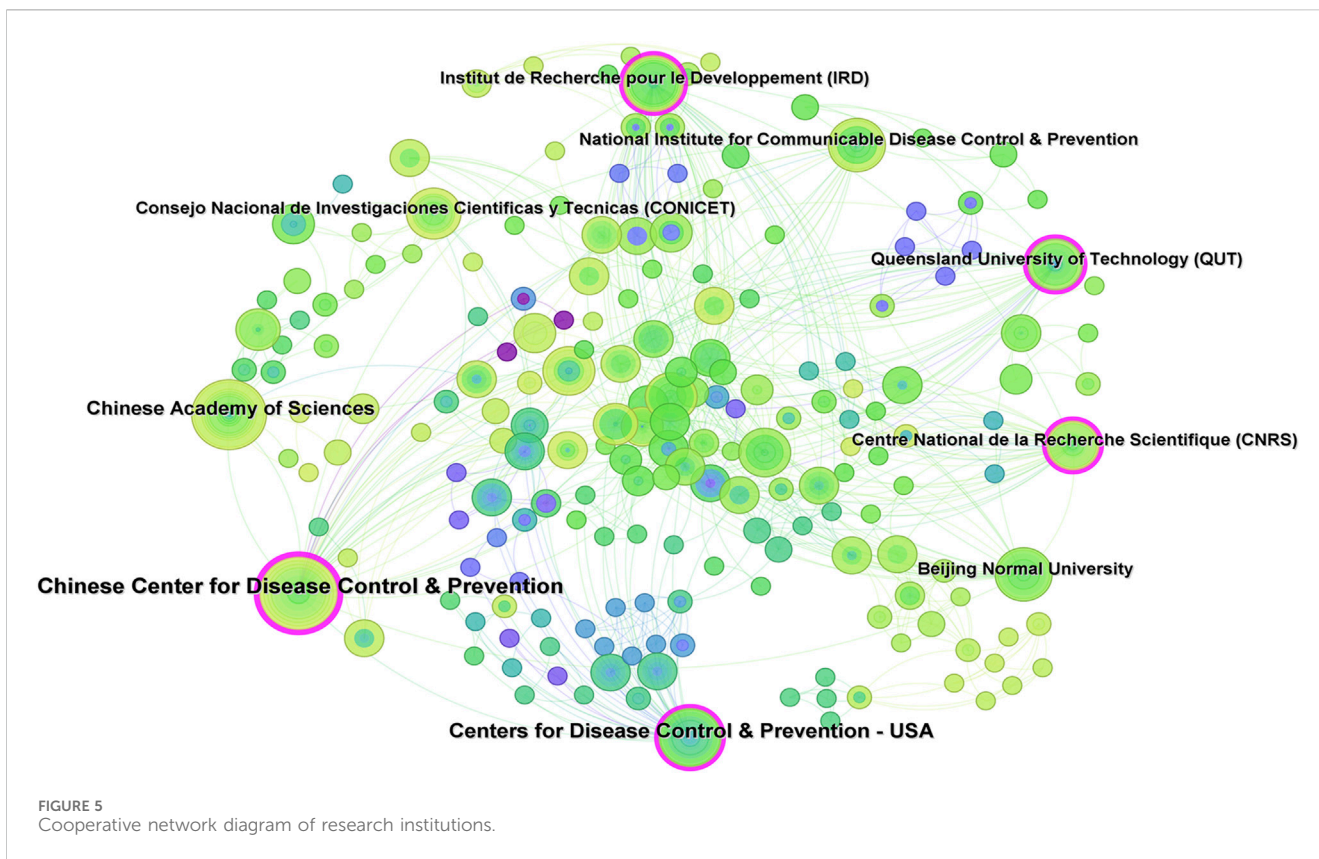 Institut de Recherche pour le Developpement (IRD)
National Institute for Communicable Disease Control & Prevention
Consejo Nacional de Investigaciones Cientificas y Tecnicas (CONICET)
Queensland University of Technology (QUT)
Chinese Academy of Sciences
Centre National de la Recherche Scientifique (CNRS)
Beijing Normal University
Chinese Center for Disease Control & Prevention
Centers for Disease Control & Prevention - USA
FIGURE 5
Cooperative network diagram of research institutions.